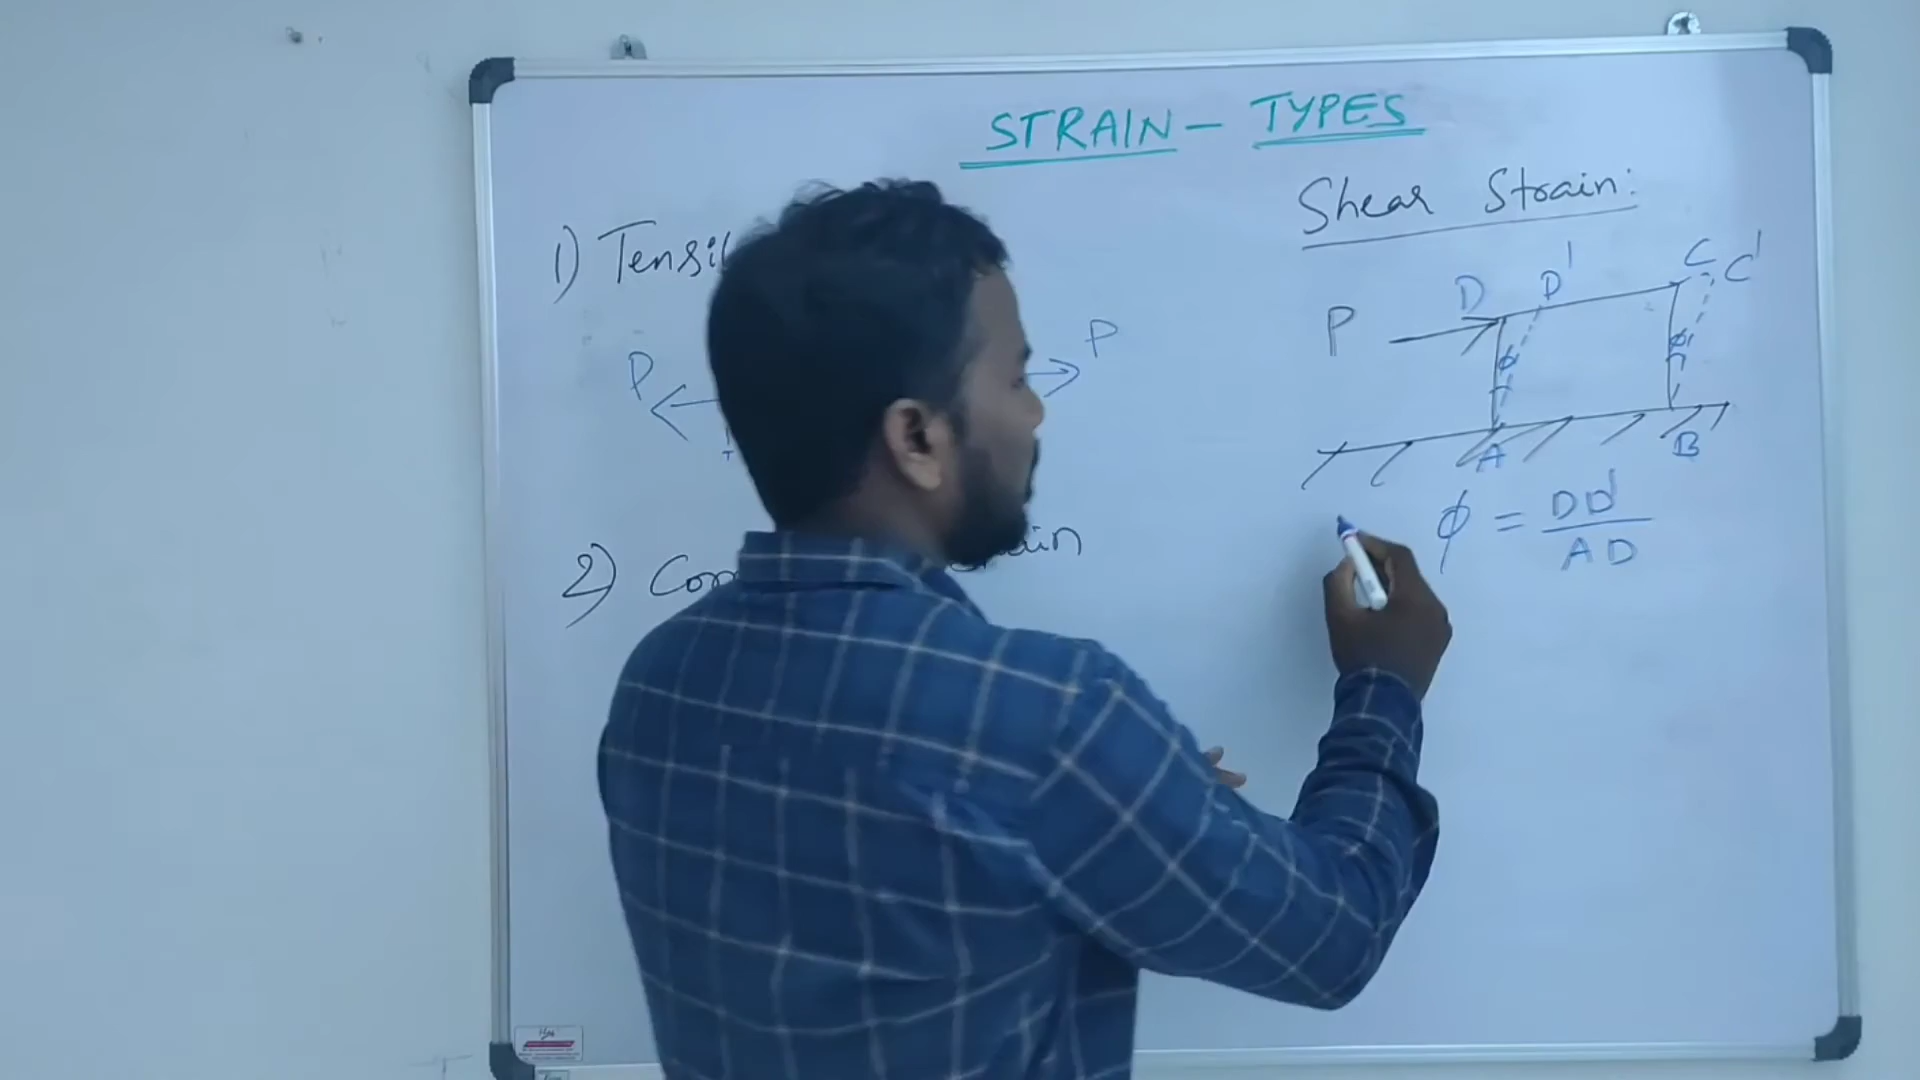 STRAIN - TYPES
1) Tensil
P
P
2) Com
ain
Shear Strain:
D D' C C'
P
φ φ
A B
φ = DD' / AD